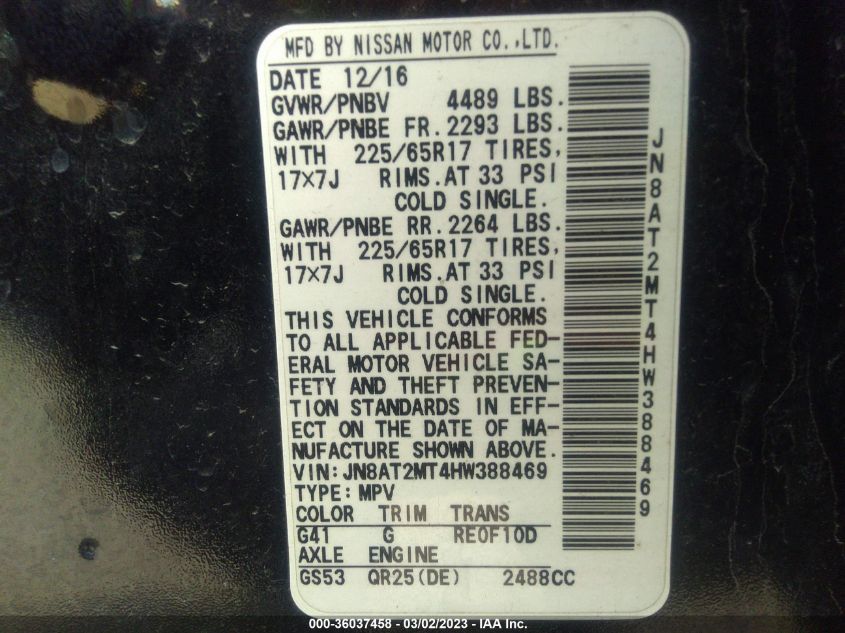 MFD BY NISSAN MOTOR CO.,LTD.
DATE 12/16
GVWR/PNBV 4489 LBS.
GAWR/PNBE FR.2293 LBS.
WITH 225/65R17 TIRES,
17×7J RIMS.AT 33 PSI
COLD SINGLE.
GAWR/PNBE RR.2264 LBS.
WITH 225/65R17 TIRES,
17×7J RIMS.AT 33 PSI
COLD SINGLE.
THIS VEHICLE CONFORMS
TO ALL APPLICABLE FED-
ERAL MOTOR VEHICLE SA-
FETY AND THEFT PREVEN-
TION STANDARDS IN EFF-
ECT ON THE DATE OF MA-
NUFACTURE SHOWN ABOVE.
VIN:JN8AT2MT4HW388469
TYPE:MPV
COLOR TRIM TRANS
G41 G RE0F10D
AXLE ENGINE
GS53 QR25(DE) 2488CC
JN8AT2MT4HW388469
000-36037458 - 03/02/2023 - IAA Inc.